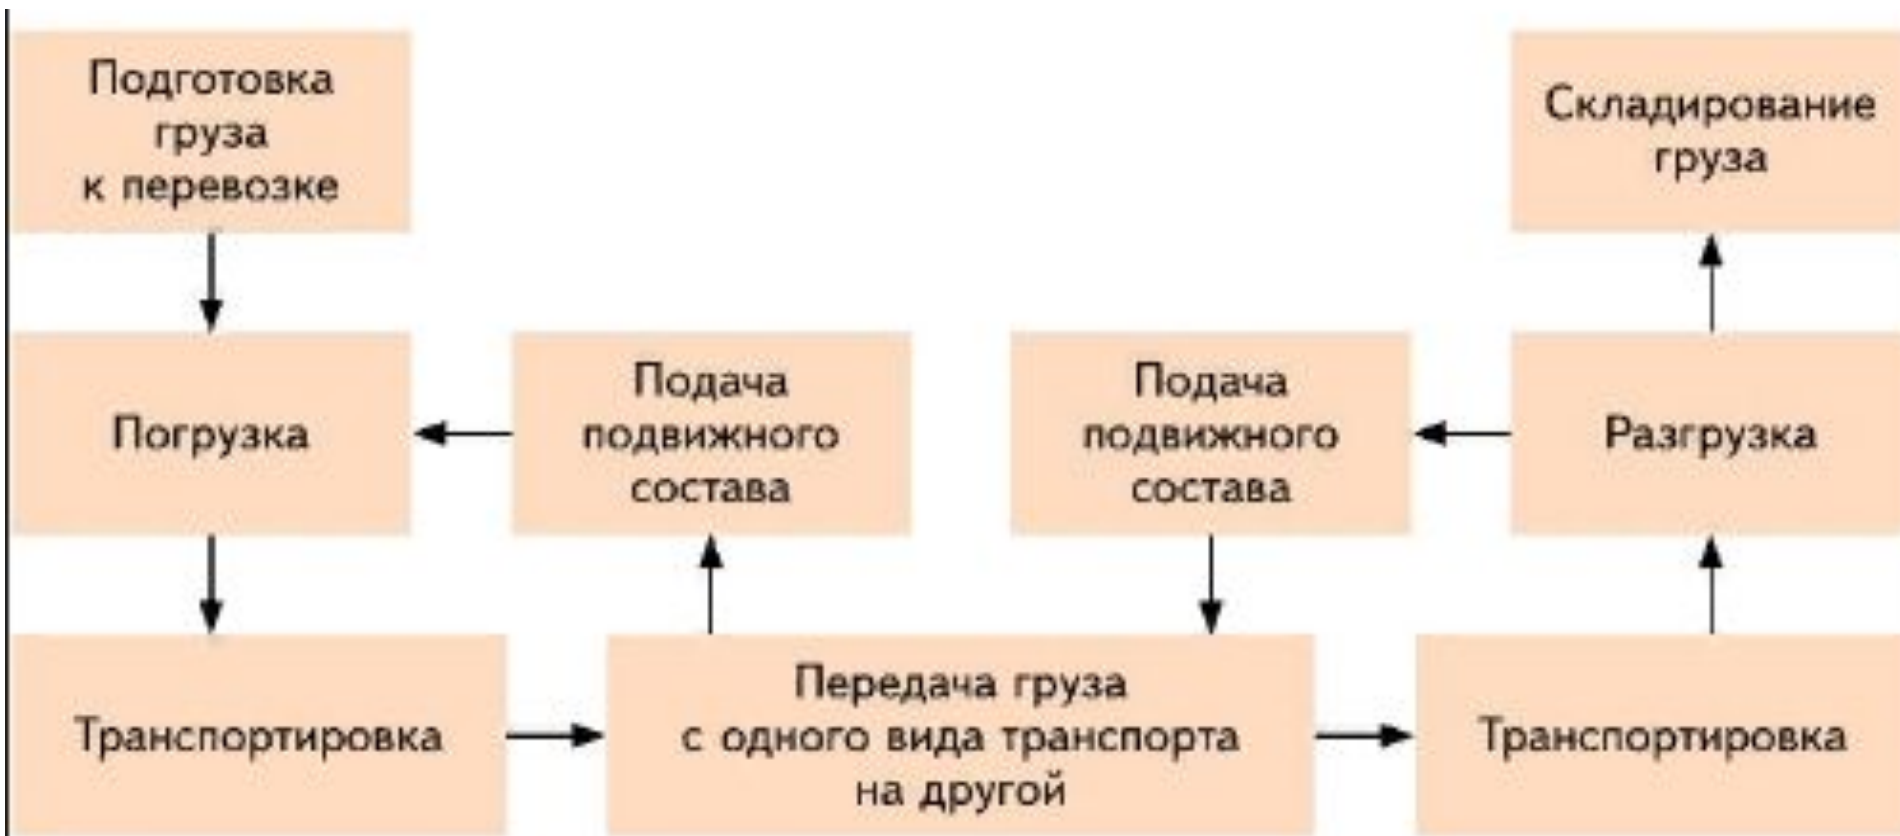 Подготовка
груза
к перевозке
Складирование
груза
Погрузка
Подача
подвижного
состава
Подача
подвижного
состава
Разгрузка
Транспортировка
Передача груза
с одного вида транспорта
на другой
Транспортировка